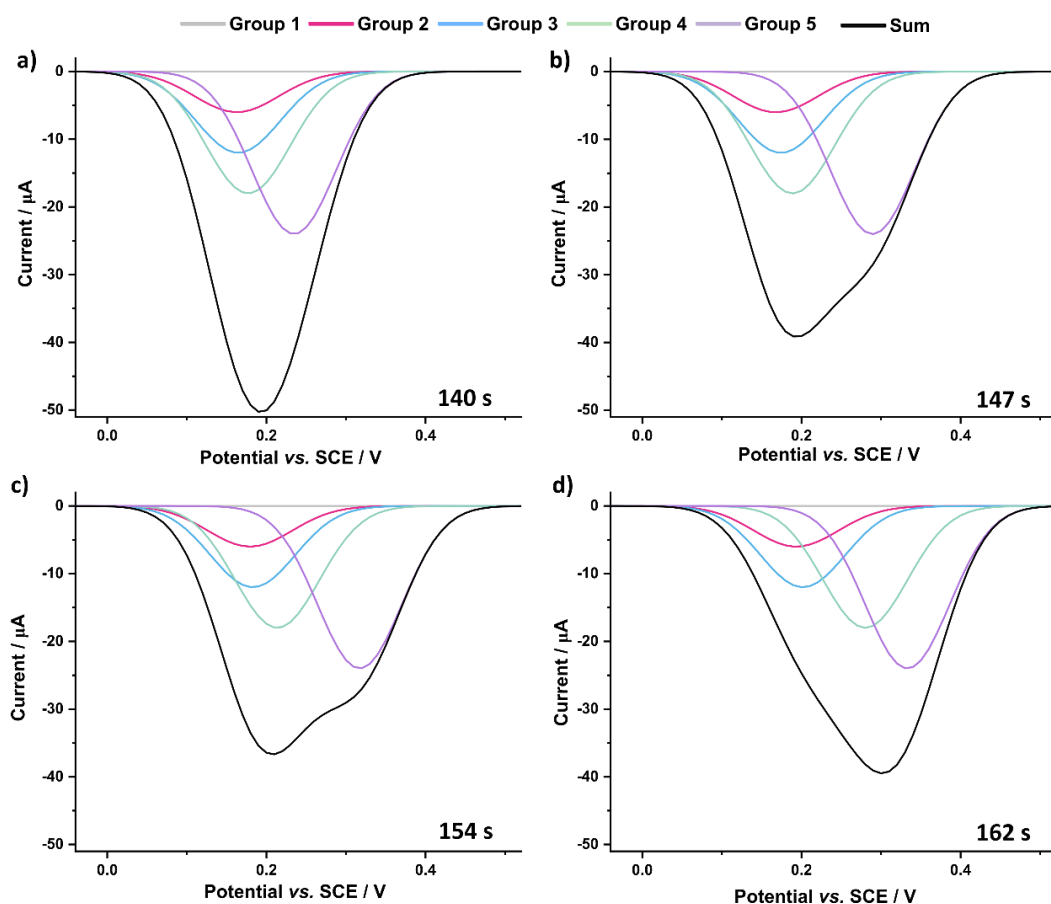 Group 1 Group 2 Group 3 Group 4 Group 5 Sum
a)
0
-10
-20
-30
-40
-50
Current / µA
140 s
0.0 0.2 0.4
Potential vs. SCE / V
b)
0
-10
-20
-30
-40
-50
Current / µA
147 s
0.0 0.2 0.4
Potential vs. SCE / V
c)
0
-10
-20
-30
-40
-50
Current / µA
154 s
0.0 0.2 0.4
Potential vs. SCE / V
d)
0
-10
-20
-30
-40
-50
Current / µA
162 s
0.0 0.2 0.4
Potential vs. SCE / V